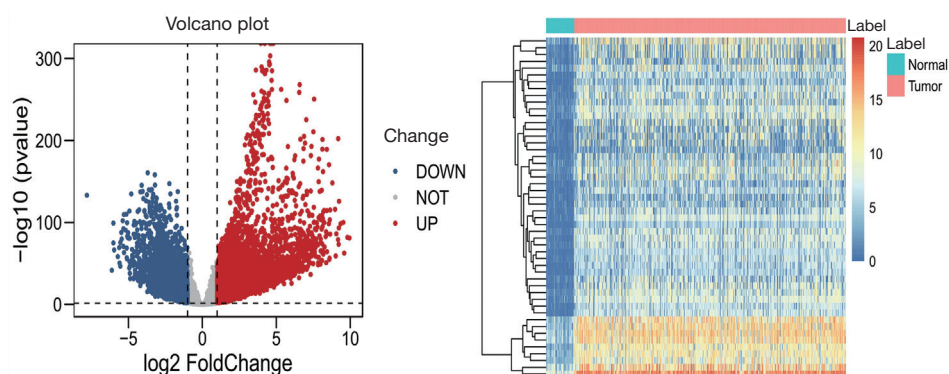 Volcano plot
300
200
100
0
−log10 (pvalue)
−5
0
5
10
log2 FoldChange
Change
DOWN
NOT
UP
Label
20
15
10
5
0
Label
Normal
Tumor